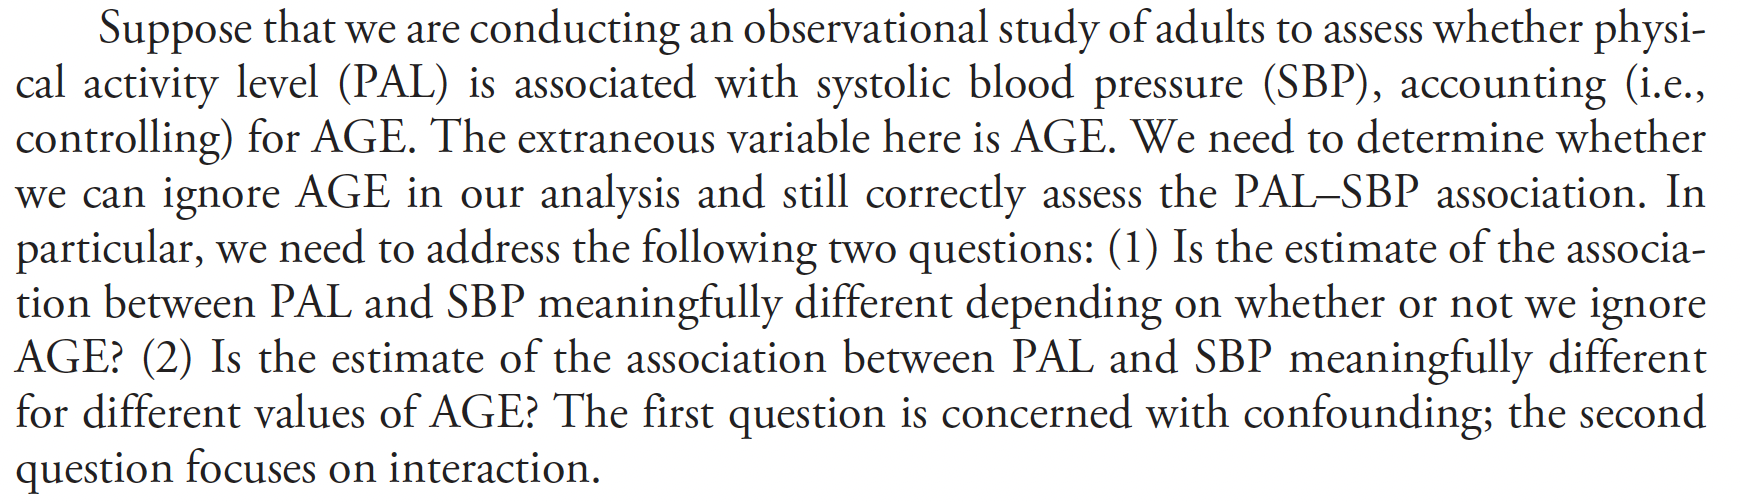 Suppose that we are conducting an observational study of adults to assess whether physi-
cal activity level (PAL) is associated with systolic blood pressure (SBP), accounting (i.e.,
controlling) for AGE. The extraneous variable here is AGE. We need to determine whether
we can ignore AGE in our analysis and still correctly assess the PAL–SBP association. In
particular, we need to address the following two questions: (1) Is the estimate of the associa-
tion between PAL and SBP meaningfully different depending on whether or not we ignore
AGE? (2) Is the estimate of the association between PAL and SBP meaningfully different
for different values of AGE? The first question is concerned with confounding; the second
question focuses on interaction.